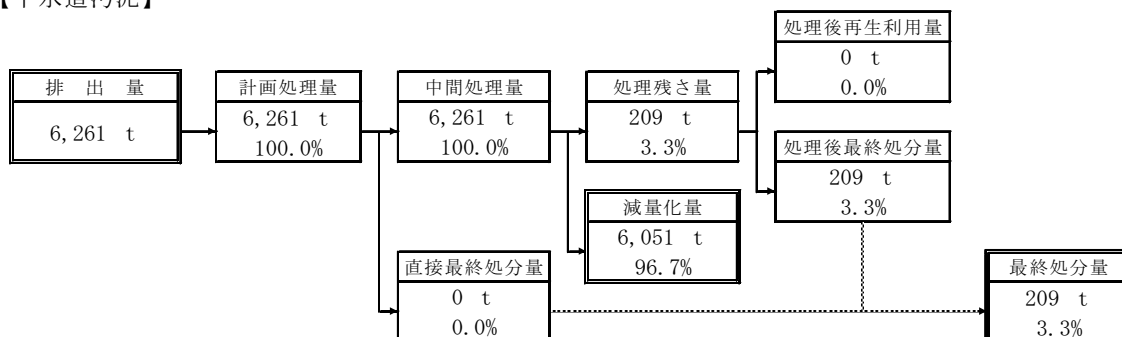 【下水道汚泥】
処理後再生利用量
0 t
0.0%
排 出 量
6,261 t
計画処理量
6,261 t
100.0%
中間処理量
6,261 t
100.0%
処理残さ量
209 t
3.3%
処理後最終処分量
209 t
3.3%
減量化量
6,051 t
96.7%
直接最終処分量
0 t
0.0%
最終処分量
209 t
3.3%